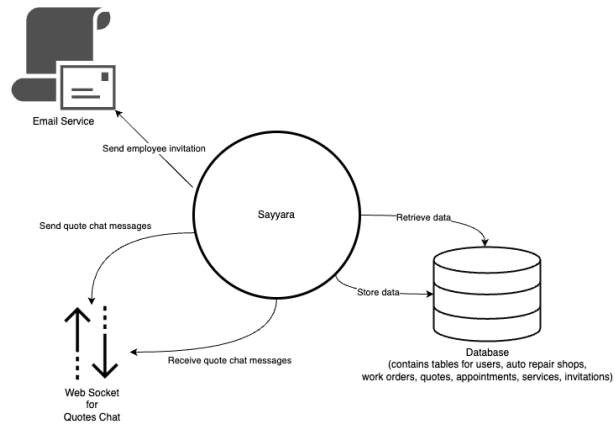 Email Service
Send employee invitation
Sayyara
Send quote chat messages
Retrieve data
Store data
Receive quote chat messages
Database
(contains tables for users, auto repair shops,
work orders, quotes, appointments, services, invitations)
Web Socket
for
Quotes Chat